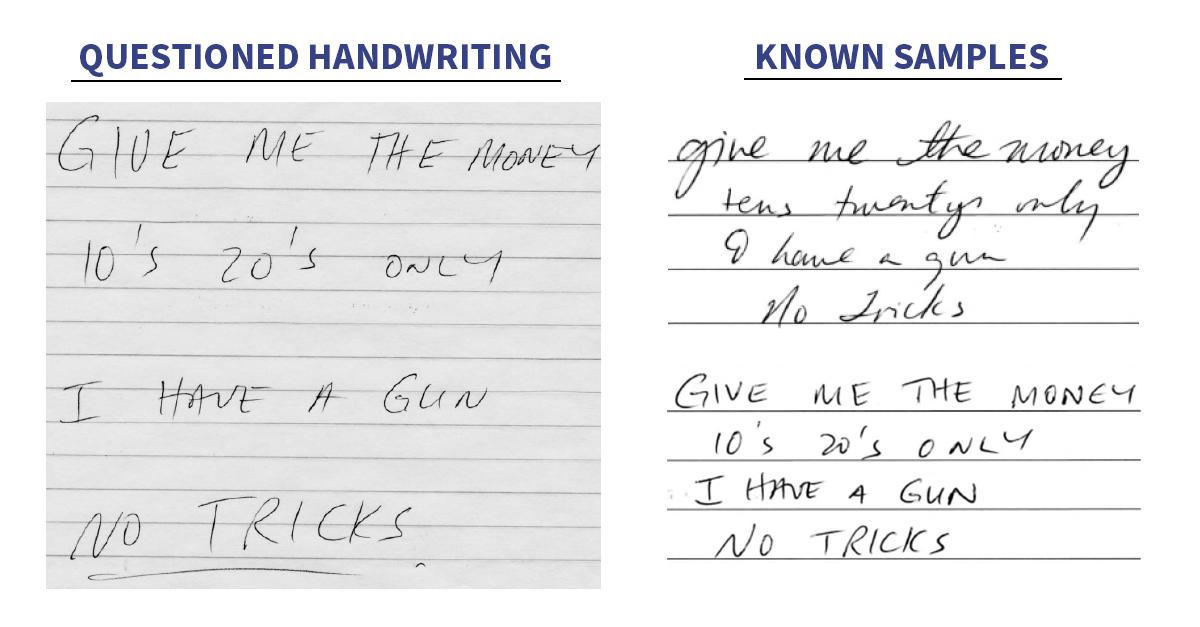 QUESTIONED HANDWRITING
GIVE ME THE MONEY
10's 20's ONLY
I HAVE A GUN
NO TRICKS.
KNOWN SAMPLES
give me the money
tens twentys only
I have a gun
No Tricks
GIVE ME THE MONEY
10's 20's ONLY
I HAVE A GUN
NO TRICKS